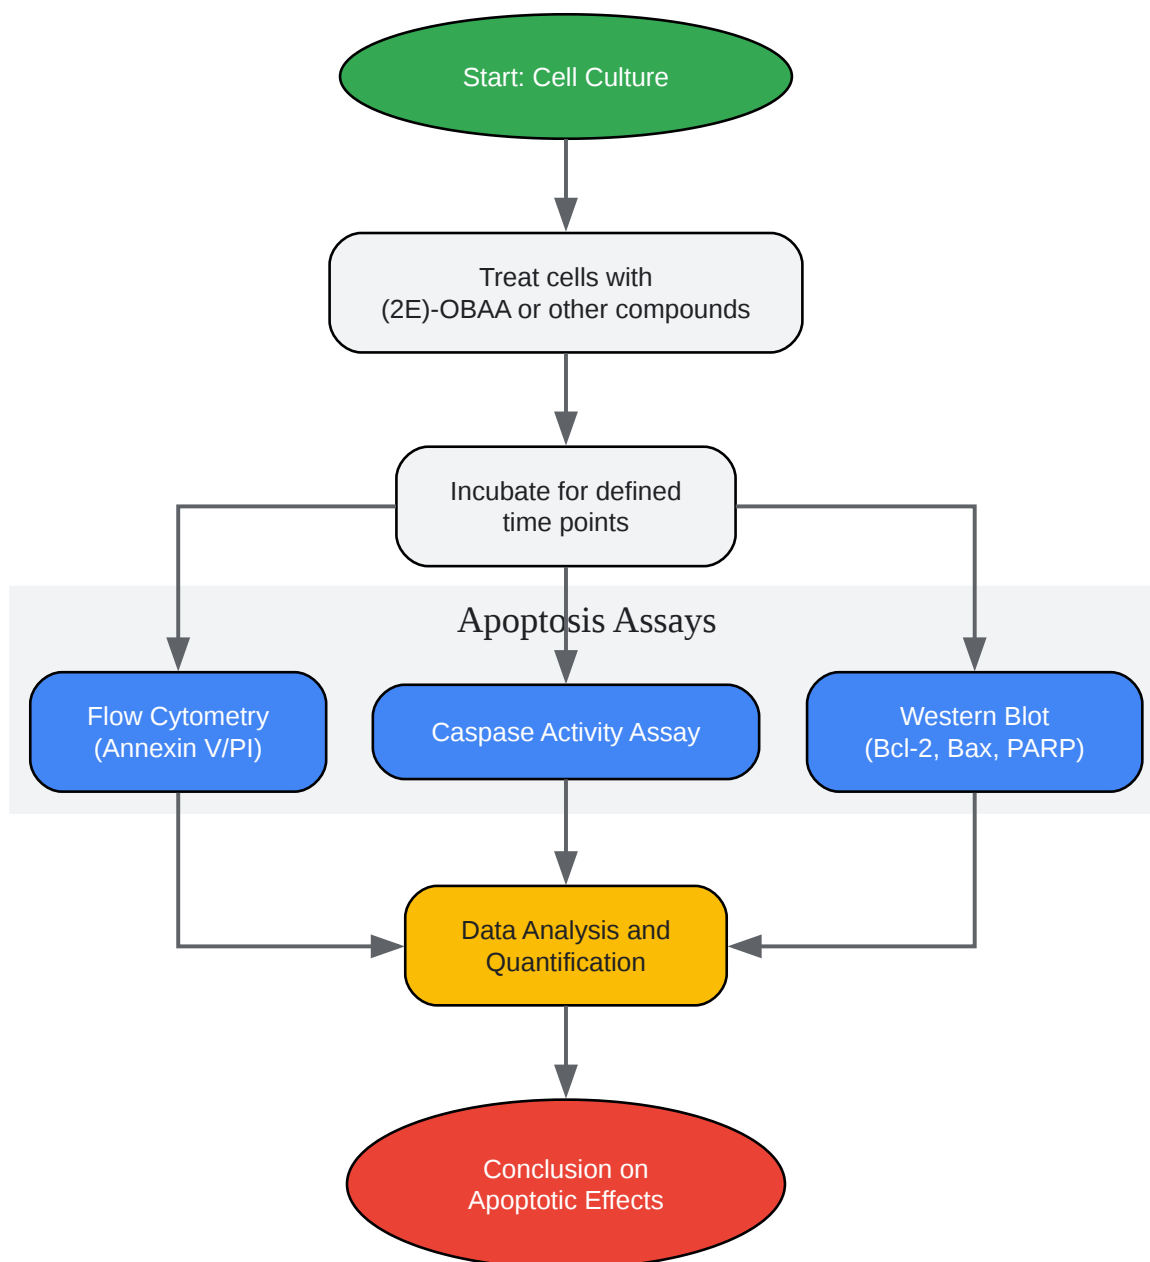 Start: Cell Culture
Treat cells with
(2E)-OBAA or other compounds
Incubate for defined
time points
Apoptosis Assays
Flow Cytometry
(Annexin V/PI)
Caspase Activity Assay
Western Blot
(Bcl-2, Bax, PARP)
Data Analysis and
Quantification
Conclusion on
Apoptotic Effects